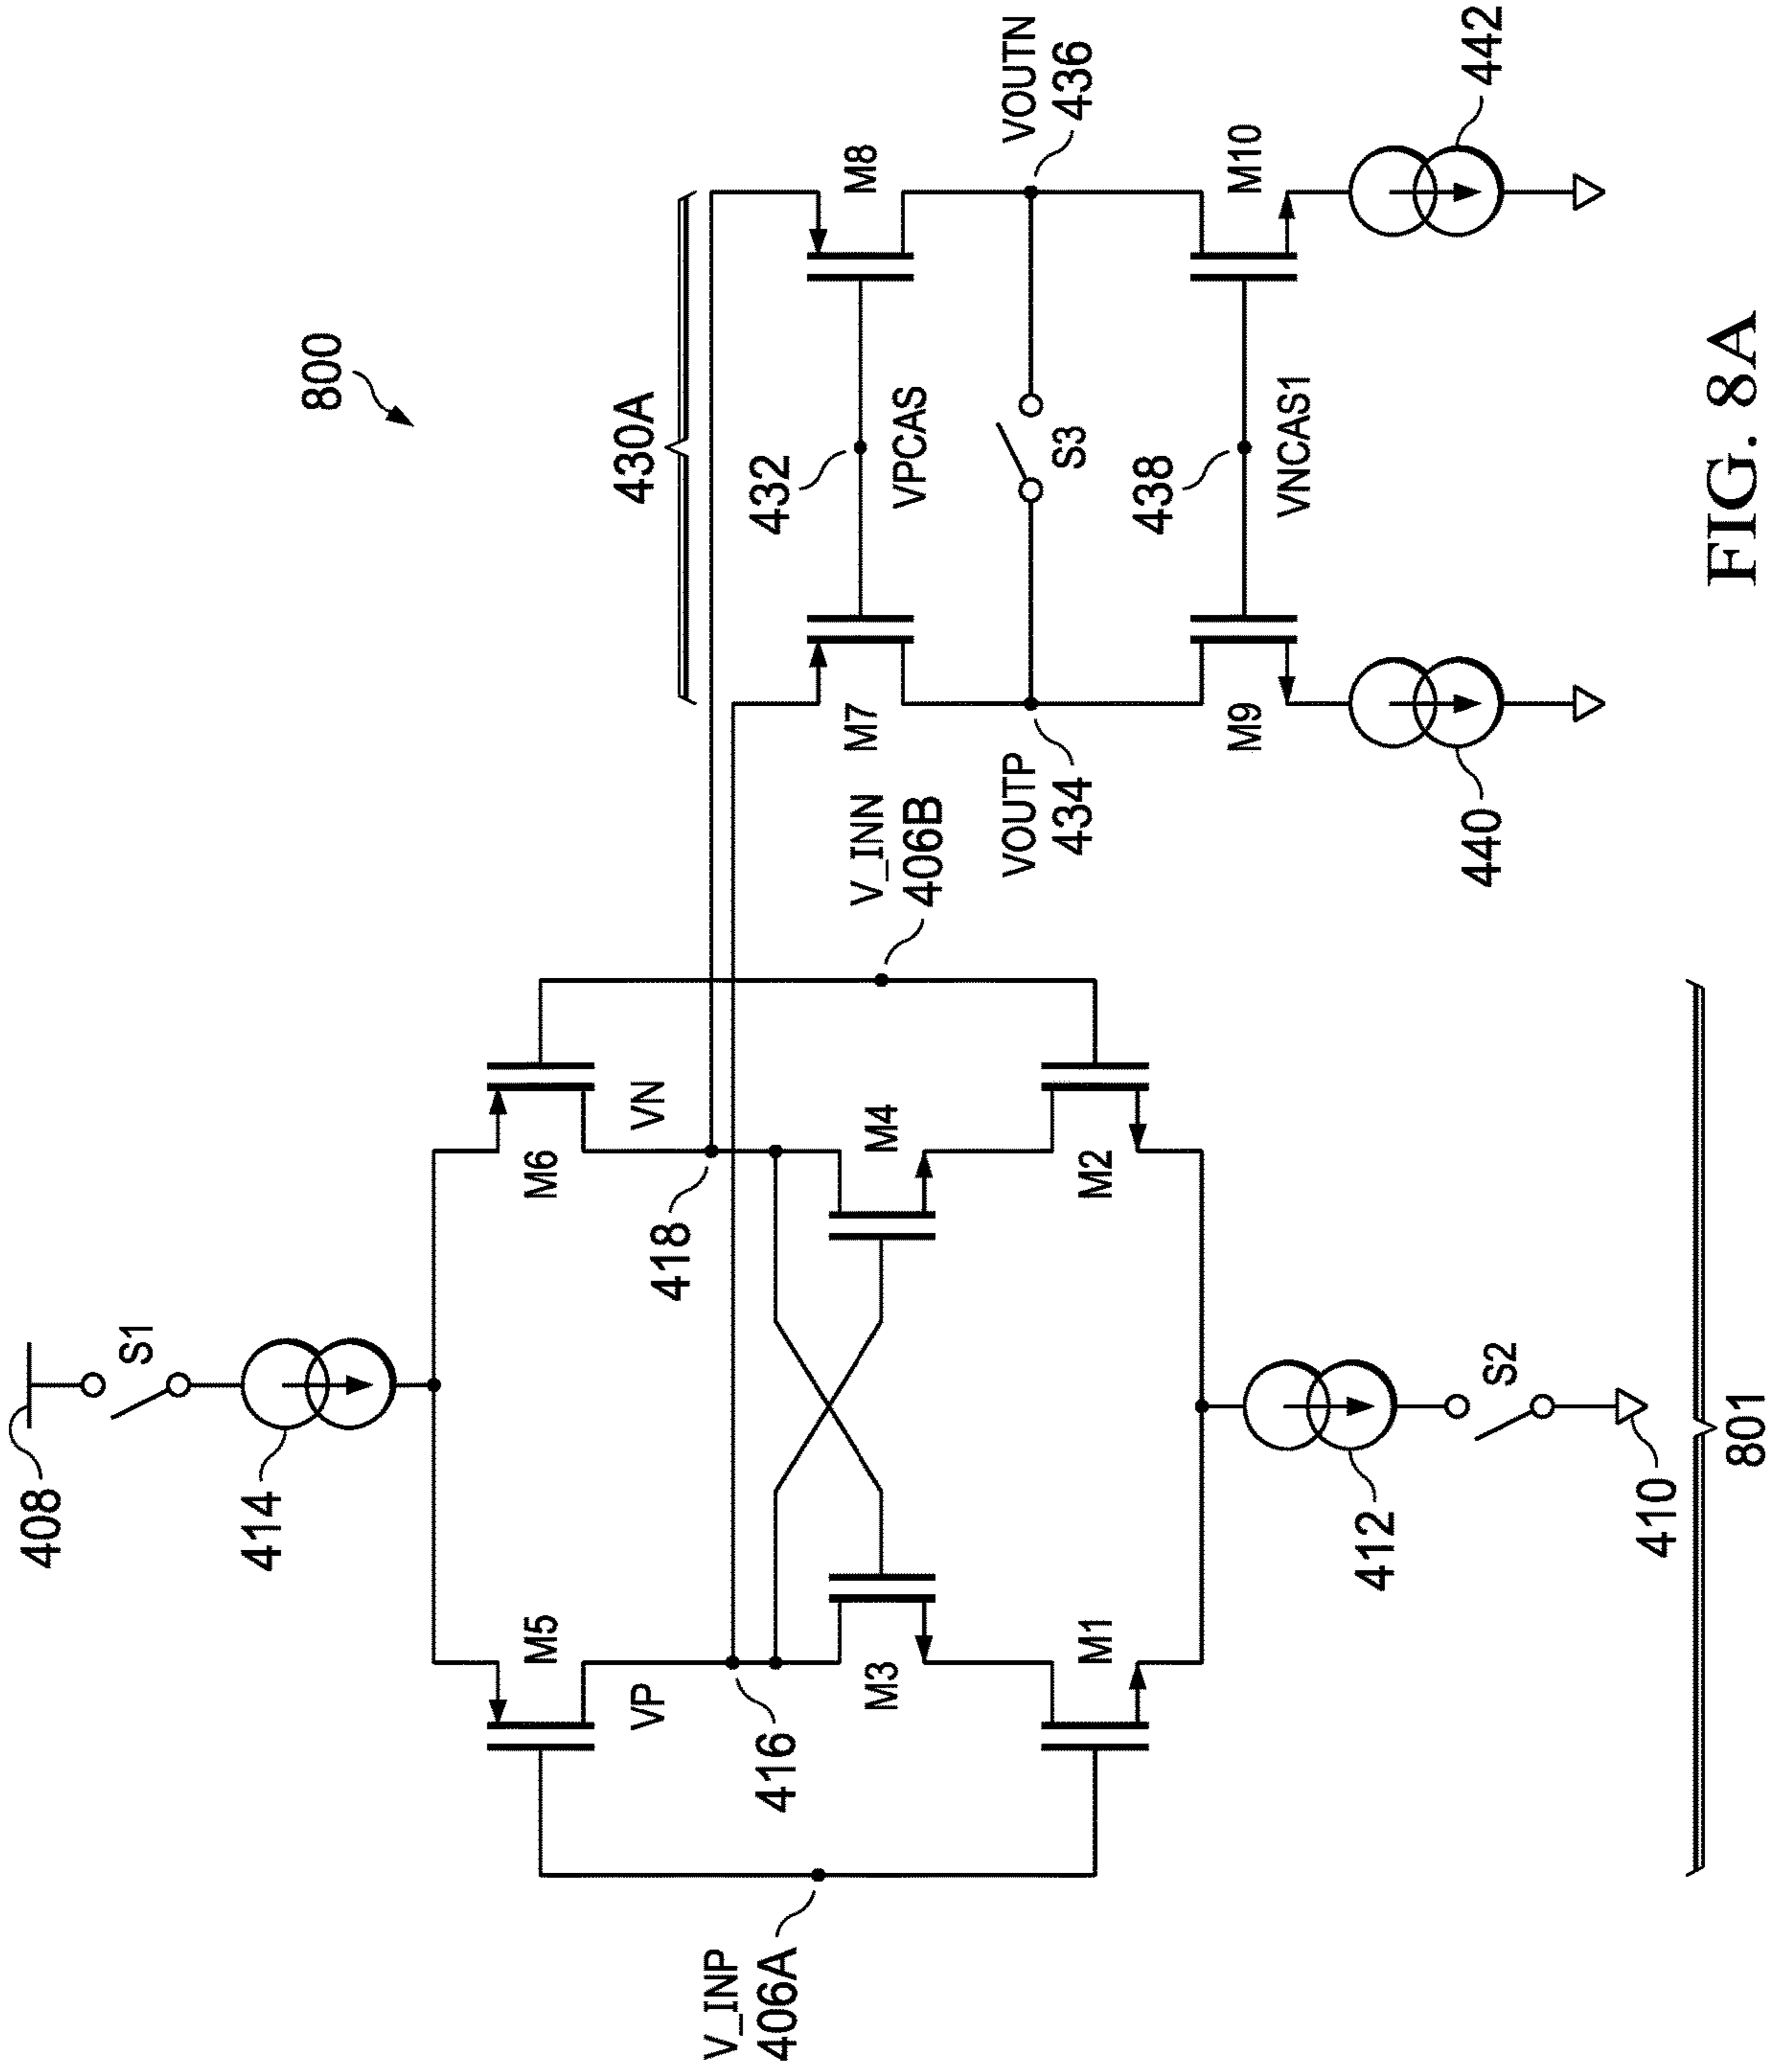 800
408
S1
414
M5
M6
VP
VN
416
418
V_INP
406A
V_INN
406B
M3
M4
M1
M2
412
S2
410
801
430A
M7
M8
432
VPCAS
VOUTP
434
VOUTN
436
S3
438
VNCAS1
M9
M10
440
442
FIG. 8A